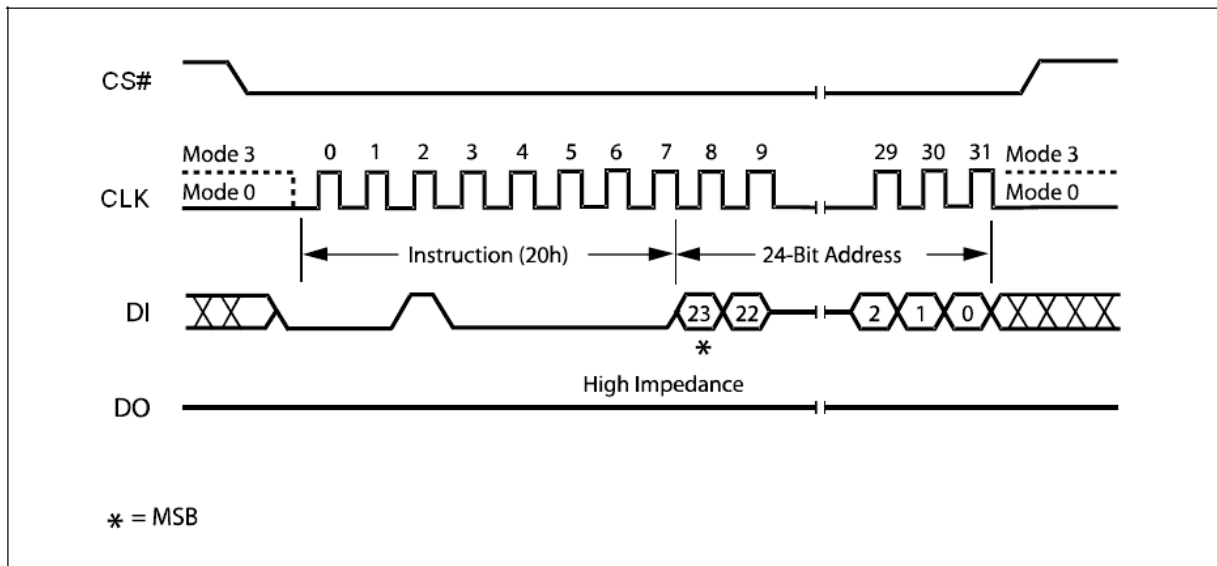 CS#
Mode 3 0 1 2 3 4 5 6 7 8 9 29 30 31 Mode 3
CLK Mode 0 Mode 0
Instruction (20h) 24-Bit Address
DI 23 22 2 1 0
*
High Impedance
DO
* = MSB